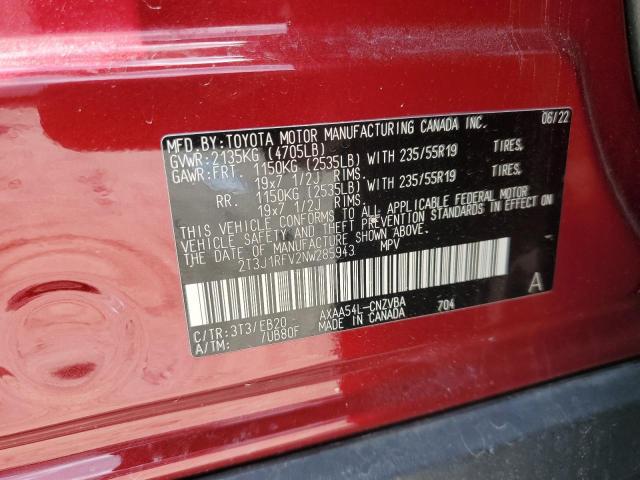 MFD. BY: TOYOTA MOTOR MANUFACTURING CANADA INC. 06/22
GVWR: 2135KG (4705LB)
GAWR: FRT. 1150KG (2535LB) WITH 235/55R19 TIRES,
19x7 1/2J RIMS.
RR. 1150KG (2535LB) WITH 235/55R19 TIRES,
19x7 1/2J RIMS.
THIS VEHICLE CONFORMS TO ALL APPLICABLE FEDERAL MOTOR
VEHICLE SAFETY AND THEFT PREVENTION STANDARDS IN EFFECT ON
THE DATE OF MANUFACTURE SHOWN ABOVE.
2T3J1RFV2NW285943 MPV
A
C/TR: 3T3/EB20 AXAA54L-CNZVBA 704
A/TM: /UB80F MADE IN CANADA